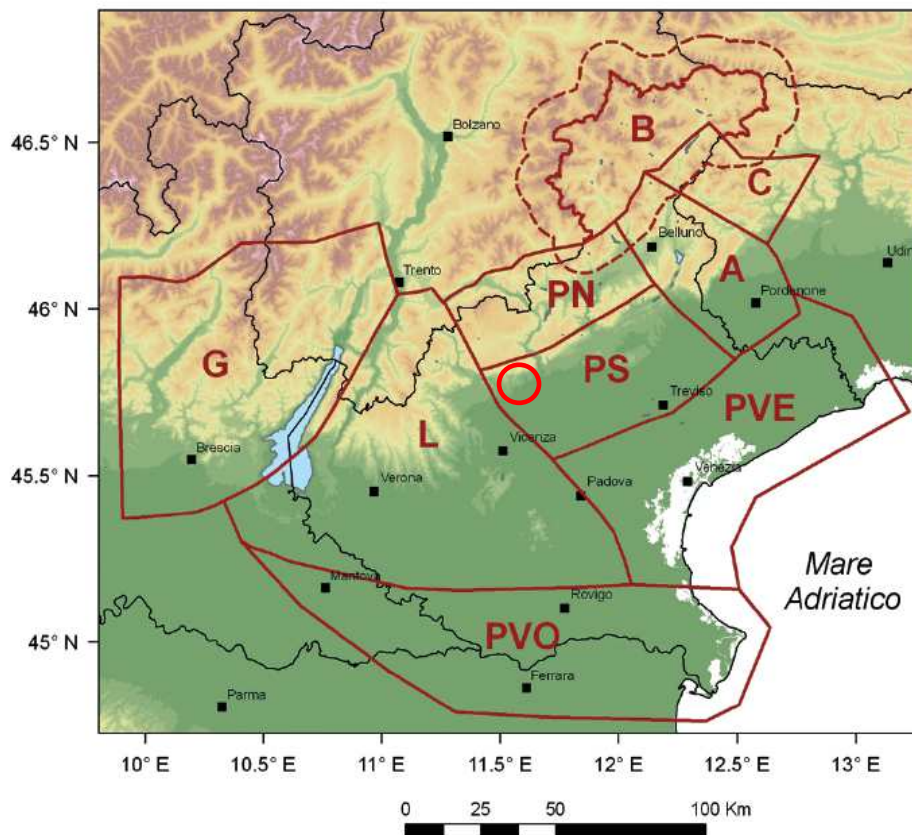 46.5° N
46° N
45.5° N
45° N
B
Bolzano
C
Belluno
Udin
A
Trento
Pordenone
PN
G
PS
Treviso
PVE
L
Vicenza
Brescia
Verona
Padova
Venezia
Mare
Adriatico
Mantova
Rovigo
PVO
Ferrara
Parma
10° E
10.5° E
11° E
11.5° E
12° E
12.5° E
13° E
0
25
50
100 Km